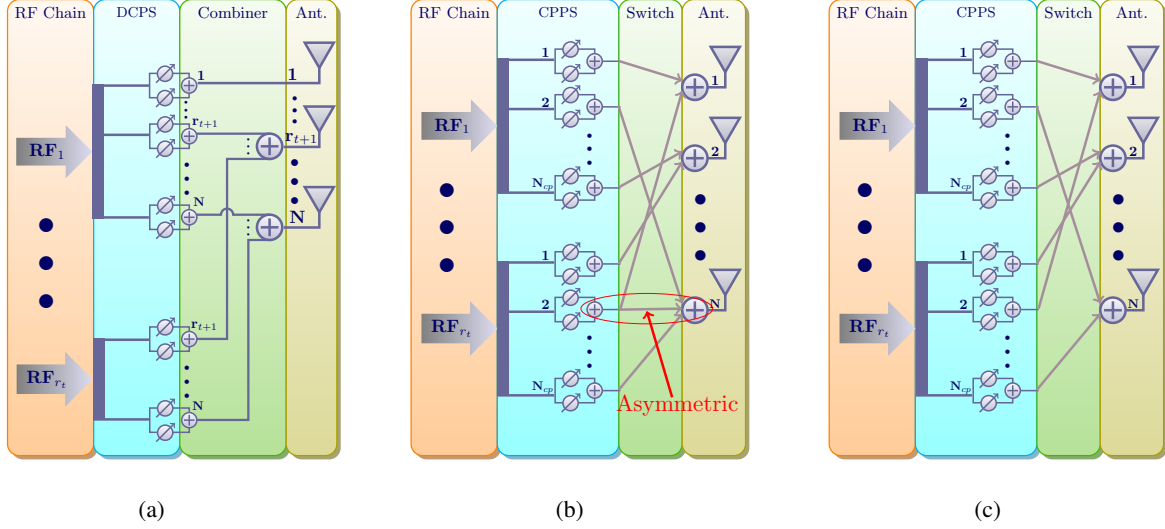 RF Chain DCPS Combiner Ant.
1 1
r_{t+1} r_{t+1}
RF_1
N N
r_{t+1}
RF_{r_t}
N
(a)
RF Chain CPPS Switch Ant.
1
1
2
RF_1
2
N_{cp}
1
2 N
RF_{r_t}
N_{cp}
Asymmetric
(b)
RF Chain CPPS Switch Ant.
1
1
2
RF_1
2
N_{cp}
1
2 N
RF_{r_t}
N_{cp}
(c)